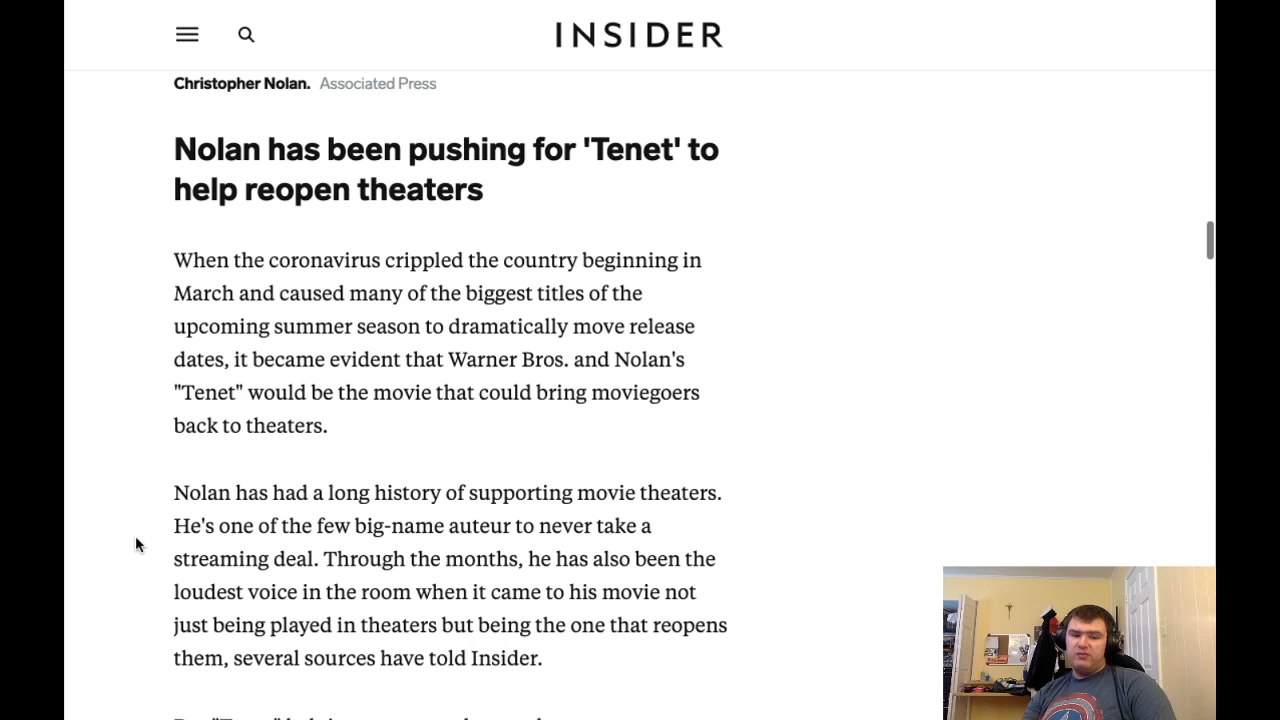 INSIDER
Christopher Nolan. Associated Press
Nolan has been pushing for 'Tenet' to
help reopen theaters
When the coronavirus crippled the country beginning in
March and caused many of the biggest titles of the
upcoming summer season to dramatically move release
dates, it became evident that Warner Bros. and Nolan's
"Tenet" would be the movie that could bring moviegoers
back to theaters.
Nolan has had a long history of supporting movie theaters.
He's one of the few big-name auteur to never take a
streaming deal. Through the months, he has also been the
loudest voice in the room when it came to his movie not
just being played in theaters but being the one that reopens
them, several sources have told Insider.